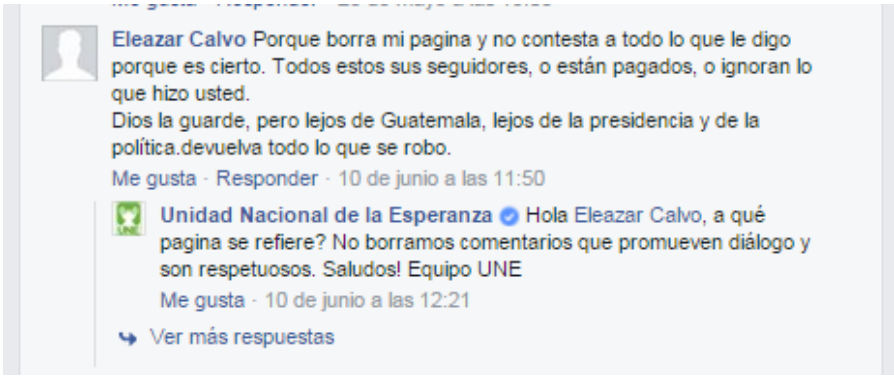 Eleazar Calvo Porque borra mi pagina y no contesta a todo lo que le digo
porque es cierto. Todos estos sus seguidores, o están pagados, o ignoran lo
que hizo usted.
Dios la guarde, pero lejos de Guatemala, lejos de la presidencia y de la
política.devuelva todo lo que se robo.
Me gusta · Responder · 10 de junio a las 11:50
UNE
Unidad Nacional de la Esperanza Hola Eleazar Calvo, a qué
pagina se refiere? No borramos comentarios que promueven diálogo y
son respetuosos. Saludos! Equipo UNE
Me gusta · 10 de junio a las 12:21
Ver más respuestas